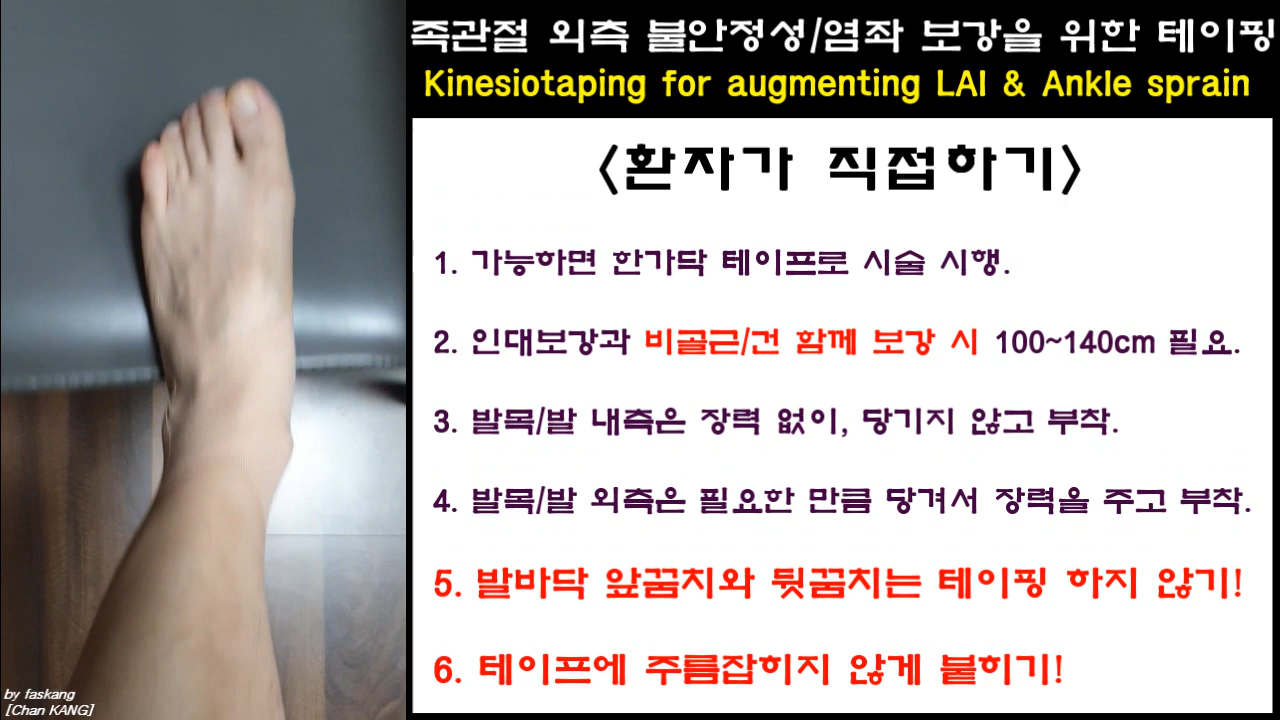 족관절 외측 불안정성/염좌 보강을 위한 테이핑
Kinesiotaping for augmenting LAI & Ankle sprain
<환자가 직접하기>
1. 가능하면 한가닥 테이프로 시술 시행.
2. 인대보강과 비골근/건 함께 보강 시 100~140cm 필요.
3. 발목/발 내측은 장력 없이, 당기지 않고 부착.
4. 발목/발 외측은 필요한 만큼 당겨서 장력을 주고 부착.
5. 발바닥 앞꿈치와 뒷꿈치는 테이핑 하지 않기!
6. 테이프에 주름잡히지 않게 붙히기!
by faskang
[Chan KANG]